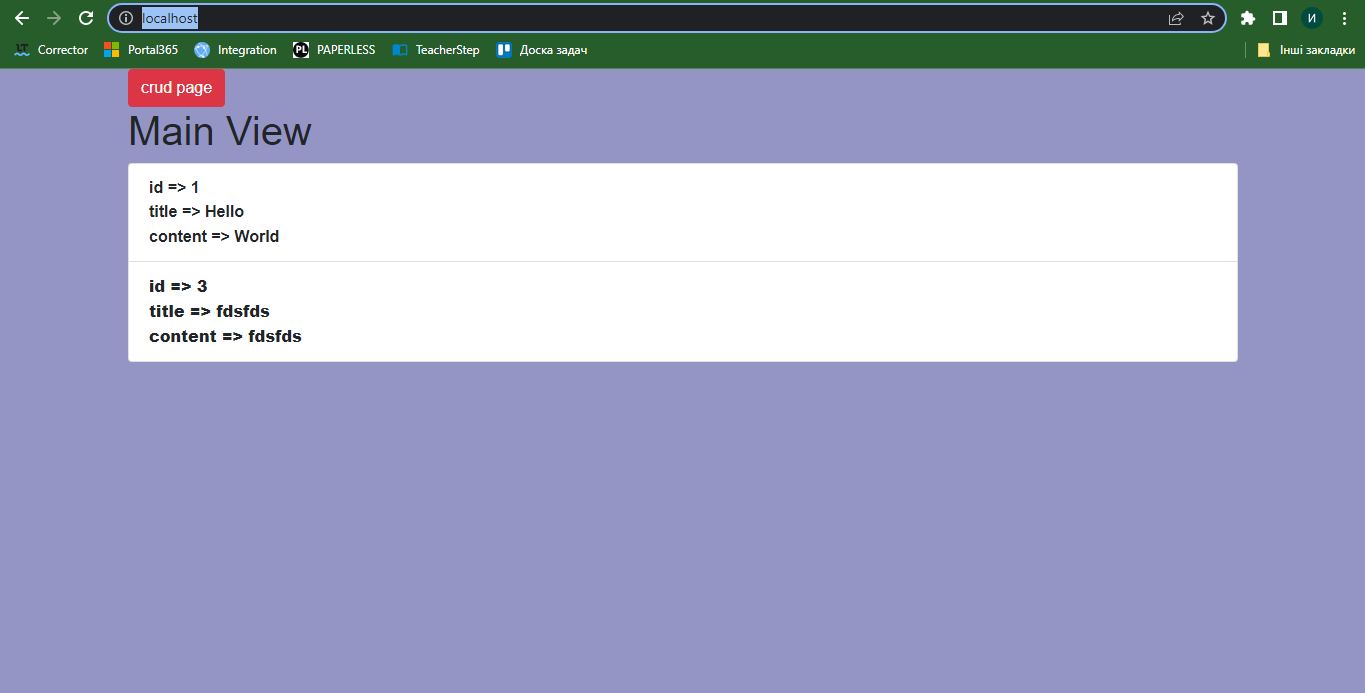 localhost
И
Corrector Portal365 Integration PL PAPERLESS TeacherStep Доска задач Інші закладки
crud page
Main View
id => 1
title => Hello
content => World
id => 3
title => fdsfds
content => fdsfds